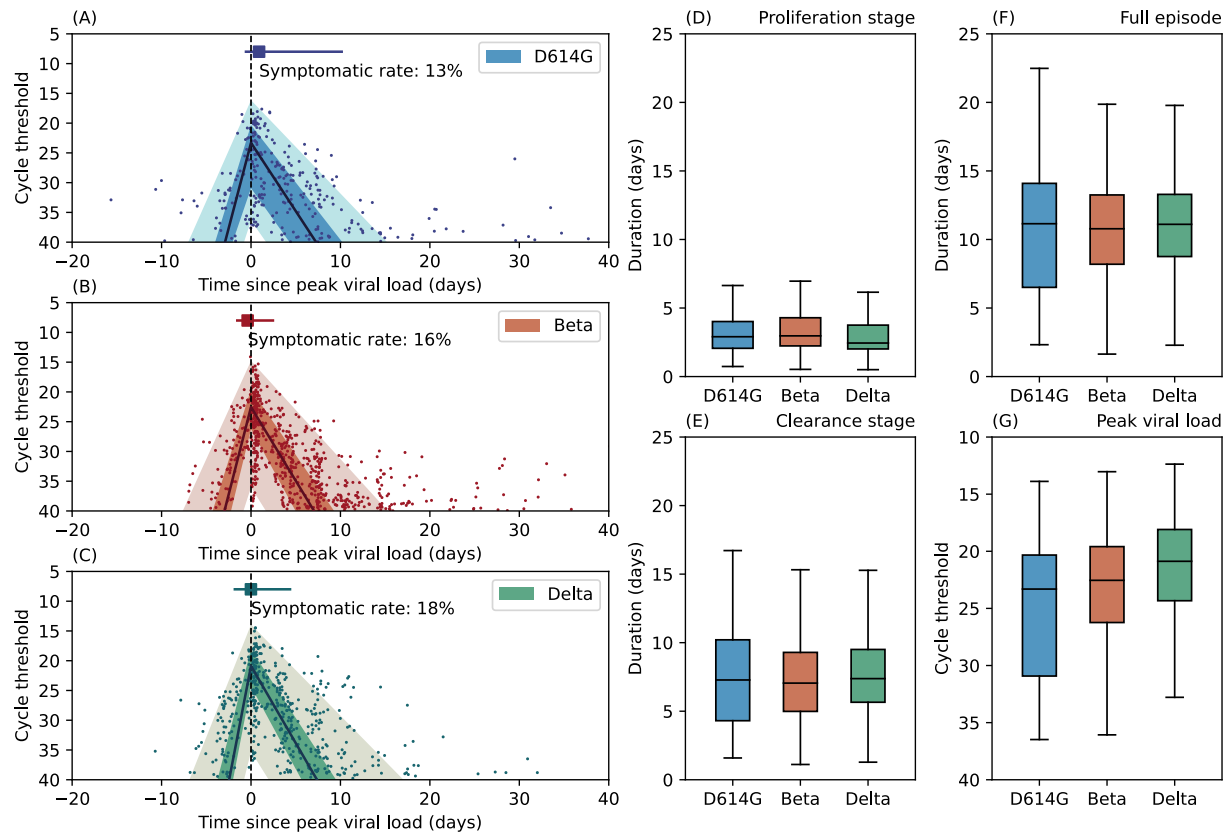 (A)
5
10
15
20
25
30
35
40
Cycle threshold
D614G
Symptomatic rate: 13%
−20 −10 0 10 20 30 40
Time since peak viral load (days)
(B)
5
10
15
20
25
30
35
40
Cycle threshold
Beta
Symptomatic rate: 16%
−20 −10 0 10 20 30 40
Time since peak viral load (days)
(C)
5
10
15
20
25
30
35
40
Cycle threshold
Delta
Symptomatic rate: 18%
−20 −10 0 10 20 30 40
Time since peak viral load (days)
(D) Proliferation stage
25
20
15
10
5
0
Duration (days)
D614G Beta Delta
(E) Clearance stage
25
20
15
10
5
0
Duration (days)
D614G Beta Delta
(F) Full episode
25
20
15
10
5
0
Duration (days)
D614G Beta Delta
(G) Peak viral load
10
15
20
25
30
35
40
Cycle threshold
D614G Beta Delta